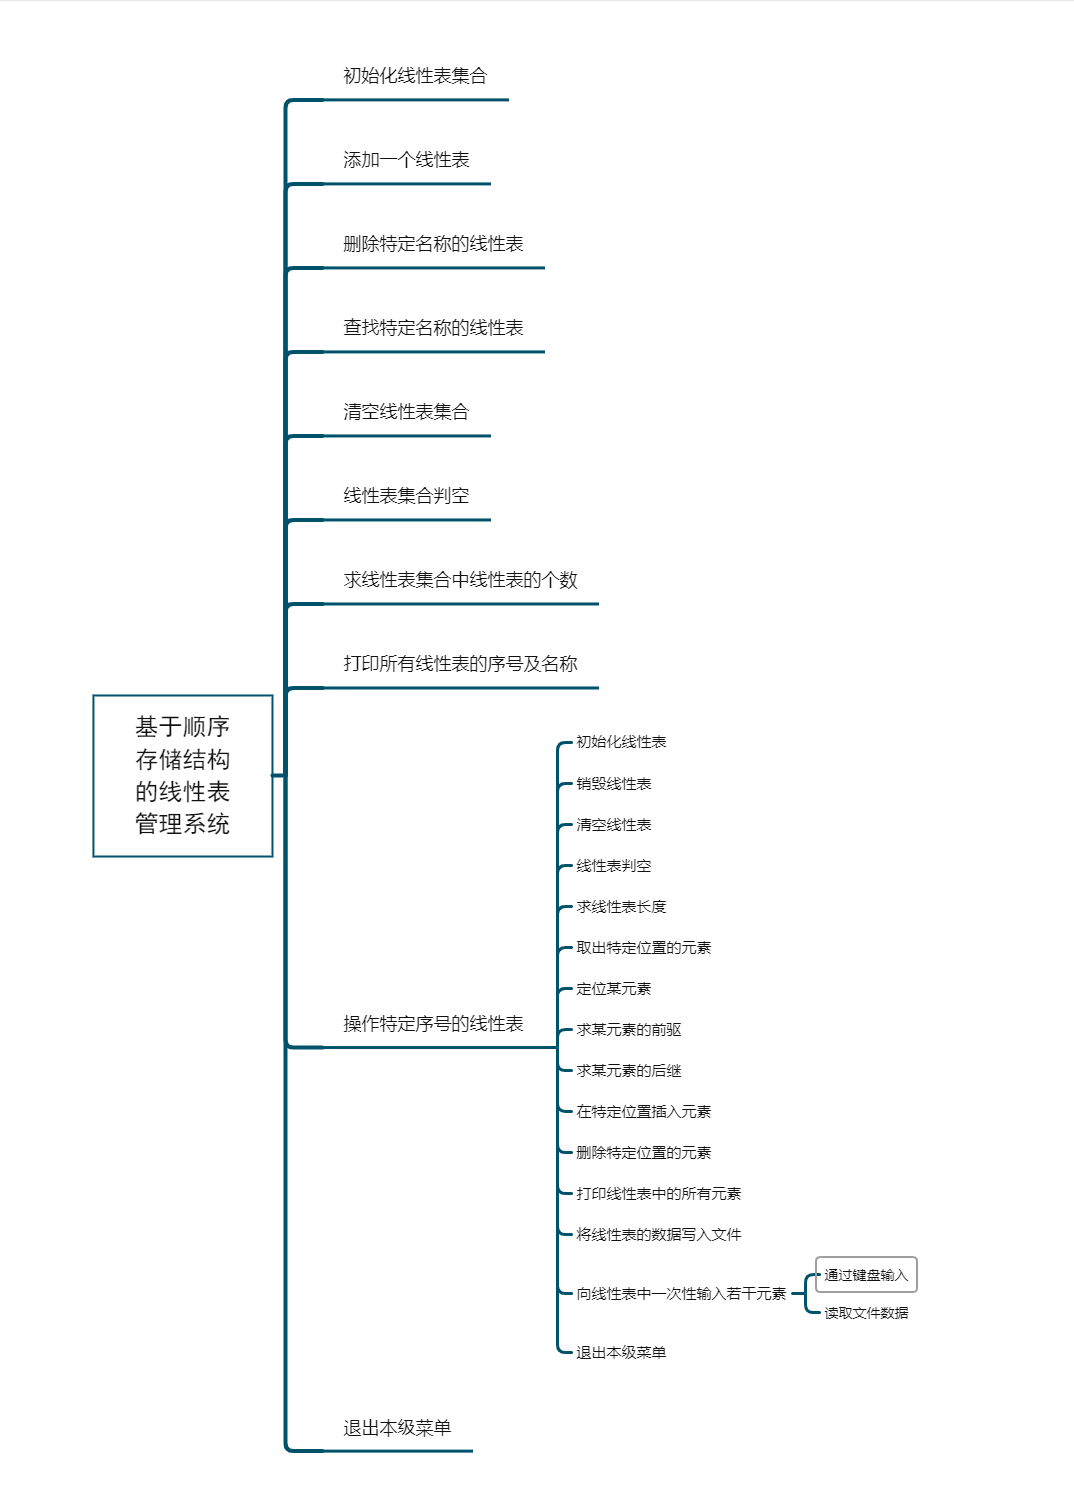 初始化线性表集合
添加一个线性表
删除特定名称的线性表
查找特定名称的线性表
清空线性表集合
线性表集合判空
求线性表集合中线性表的个数
打印所有线性表的序号及名称
基于顺序
存储结构
的线性表
管理系统
操作特定序号的线性表
初始化线性表
销毁线性表
清空线性表
线性表判空
求线性表长度
取出特定位置的元素
定位某元素
求某元素的前驱
求某元素的后继
在特定位置插入元素
删除特定位置的元素
打印线性表中的所有元素
将线性表的数据写入文件
向线性表中一次性输入若干元素
通过键盘输入
读取文件数据
退出本级菜单
退出本级菜单